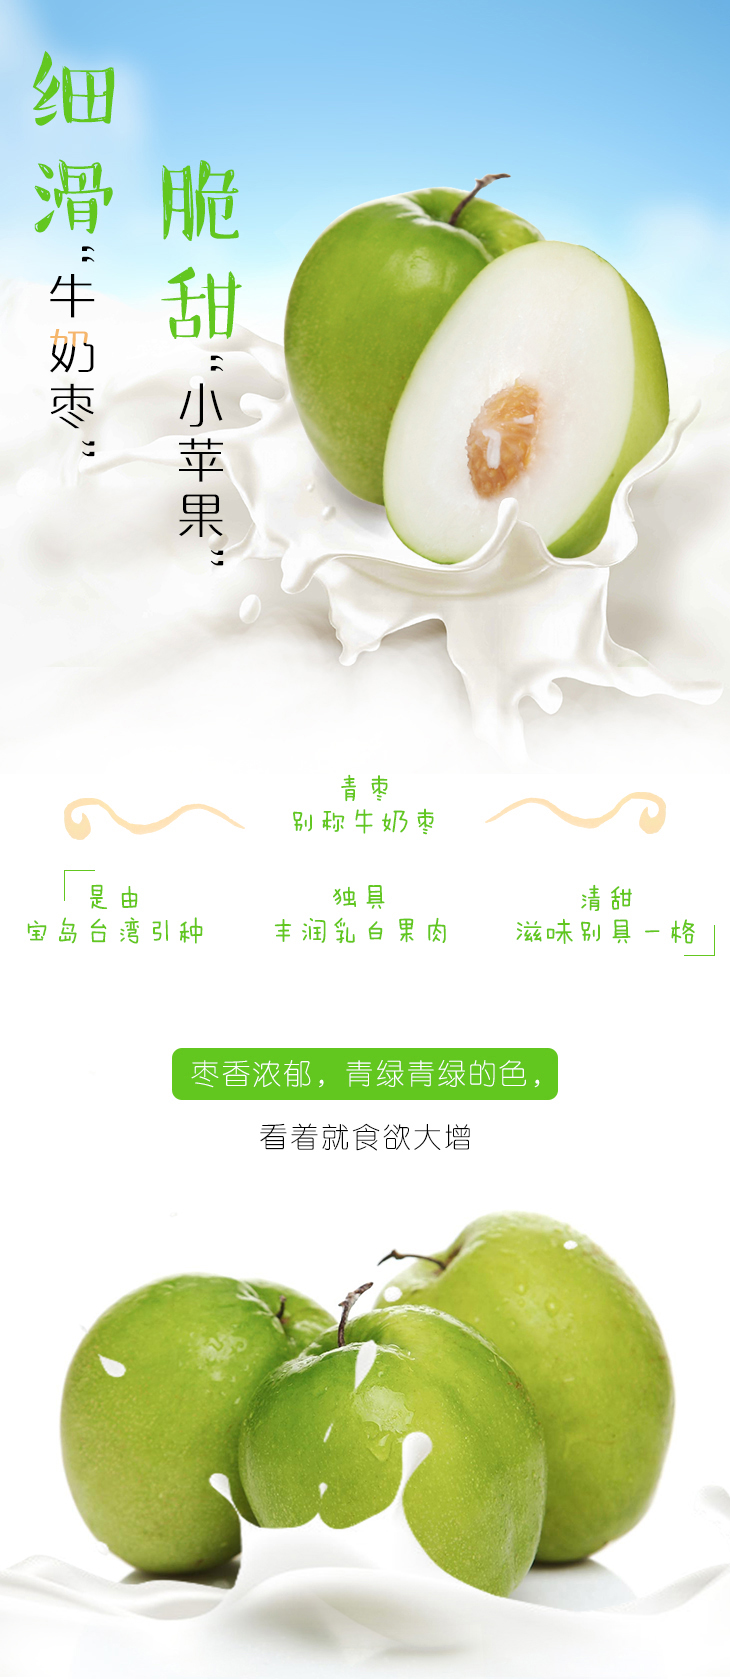 细滑“牛奶枣”
脆甜“小苹果”
青枣
别称牛奶枣
是由
宝岛台湾引种
独具
丰润乳白果肉
清甜
滋味别具一格
枣香浓郁，青绿青绿的色，
看着就食欲大增